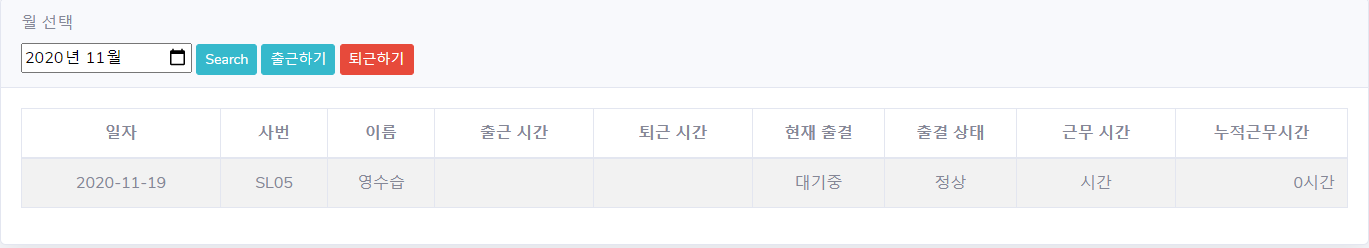 월 선택
2020년 11월 Search 출근하기 퇴근하기
일자 사번 이름 출근 시간 퇴근 시간 현재 출결 출결 상태 근무 시간 누적근무시간
2020-11-19 SL05 영수습 대기중 정상 시간 0시간